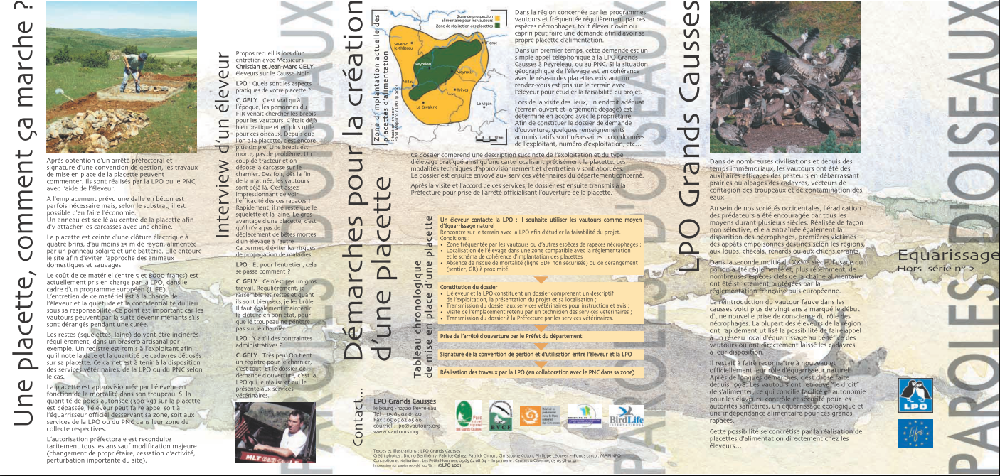 Une placette, comment ça marche ?
Après obtention d'un arrêté préfectoral et
signature d'une convention de gestion, les travaux
de mise en place de la placette peuvent
commencer. Ils sont réalisés par la LPO ou le PNC,
avec l'aide de l'éleveur.
A l'emplacement prévu une dalle en béton est
parfois nécessaire mais, selon le substrat, il est
possible d'en faire l'économie.
Un anneau est scellé au centre de la placette afin
d'y attacher les carcasses avec une chaîne.
La placette est ceinte d'une clôture électrique à
quatre brins, d'au moins 25 m de rayon, alimentée
par un panneau solaire et une batterie. Elle entoure
le site afin d'éviter l'approche des animaux
domestiques et sauvages.
Le coût de ce matériel (entre 5 et 8000 francs) est
actuellement pris en charge par la LPO, dans le
cadre d'un programme européen (LIFE).
L'entretien de ce matériel est à la charge de
l'éleveur et la quiétude et la confidentialité du lieu
sous sa responsabilité. Ce point est important car les
vautours peuvent par la suite devenir méfiants s'ils
sont dérangés pendant une curée.
Les restes (squelettes, laine) doivent être incinérés
régulièrement, dans un brasero artisanal par
exemple. Un registre est remis à l'exploitant afin
qu'il note la date et la quantité de cadavres déposés
sur sa placette. Ce carnet est à tenir à la disposition
des services vétérinaires, de la LPO ou du PNC selon
le cas.
La placette est approvisionnée par l'éleveur en
fonction de la mortalité dans son troupeau. Si la
quantité de poids autorisée (300 kg) sur la placette
est dépassée, l'éleveur peut faire appel soit à
l'équarrisseur officiel desservant sa zone, soit aux
services de la LPO ou du PNC dans leur zone de
collecte respectives.
L'autorisation préfectorale est reconduite
tacitement tous les ans sauf modification majeure
(changement de propriétaire, cessation d'activité,
perturbation importante du site).
Interview d'un éleveur
Propos recueillis lors d'un
entretien avec Messieurs
Christian et Jean-Marc GELY,
éleveurs sur le Causse Noir.
LPO : Quels sont les aspects
pratiques de votre placette ?
C. GELY : C'est vrai qu'à
l'époque, les personnes du
FIR venait chercher les brebis
pour les vautours. C'était déjà
bien pratique et en plus utile
pour ces oiseaux. Depuis que
l'on a la placette, c'est encore
plus simple. Une brebis est
morte, pas de problème. Un
coup de tracteur et on
dépose la carcasse sur le
charnier. Des fois, dès la fin
de la matinée, les vautours
sont déjà là. C'est assez
impressionnant de voir
l'efficacité de ces rapaces !
Rapidement, il ne reste que le
squelette et la laine. Le gros
avantage d'une placette, c'est
qu'il n'y a pas de
déplacement de bêtes mortes
d'un élevage à l'autre !
Ca permet d'éviter les risques
de propagation de maladies.
LPO : Et pour l'entretien, cela
se passe comment ?
C. GELY : Ce n'est pas un gros
travail. Régulièrement, je
rassemble les restes et quant
ils sont bien secs, je les brûle.
Il faut également maintenir
la clôture en bon état, pour
que le troupeau ne pénètre
pas sur le charnier.
LPO : Y a t'il des contraintes
administratives ?
C. GELY : Très peu. On tient
un registre pour le charnier,
c'est tout. Et le dossier de
demande d'ouverture, c'est la
LPO qui le réalise et qui le
présente aux services
vétérinaires.
MLT
PAROLES D'OISEAUX
Démarches pour la création
d'une placette
Zone d'implantation actuelle des
placettes d'alimentation
Situation en 2001
Fond MapInfo / LPO © 2001
Zone de prospection
alimentaire pour les vautours
Zone de réalisation des placettes
Séverac
le Château
Florac
Peyreleau
Meyrueis
Millau
Trèves
La Cavalerie
Le Vigan
Dans la région concernée par les programmes
vautours et fréquentée régulièrement par ces
espèces nécrophages, tout éleveur ovin ou
caprin peut faire une demande afin d'avoir sa
propre placette d'alimentation.
Dans un premier temps, cette demande est un
simple appel téléphonique à la LPO Grands
Causses à Peyreleau, ou au PNC. Si la situation
géographique de l'élevage est en cohérence
avec le réseau des placettes existant, un
rendez-vous est pris sur le terrain avec
l'éleveur pour étudier la faisabilité du projet.
Lors de la visite des lieux, un endroit adéquat
(terrain ouvert et largement dégagé) est
déterminé en accord avec le propriétaire.
Afin de constituer le dossier de demande
d'ouverture, quelques renseignements
administratifs sont nécessaires : coordonnées
de l'exploitant, numéro d'exploitation, etc...
Ce dossier comprend une description succincte de l'exploitation et du type
d'élevage pratiqué ainsi qu'une carte localisant précisément la placette. Les
modalités techniques d'approvisionnement et d'entretien y sont abordées.
Le dossier est ensuite envoyé aux services vétérinaires du département concerné.
Après la visite et l'accord de ces services, le dossier est ensuite transmis à la
Préfecture pour prise de l'arrêté officialisant l'ouverture de la placette.
Tableau chronologique
de mise en place d'une placette
Un éleveur contacte la LPO : il souhaite utiliser les vautours comme moyen
d'équarrissage naturel
Rencontre sur le terrain avec la LPO afin d'étudier la faisabilité du projet.
Conditions :
• Zone fréquentée par les vautours ou d'autres espèces de rapaces nécrophages ;
• Localisation de l'élevage dans une zone compatible avec la réglementation
et le schéma de cohérence d'implantation des placettes ;
• Absence de risque de mortalité (ligne EDF non sécurisée) ou de dérangement
(sentier, GR) à proximité.
Constitution du dossier
• L'éleveur et la LPO constituent un dossier comprenant un descriptif
de l'exploitation, la présentation du projet et sa localisation ;
• Transmission du dossier aux services vétérinaires pour instruction et avis ;
• Visite de l'emplacement retenu par un technicien des services vétérinaires ;
• Transmission du dossier à la Préfecture par les services vétérinaires.
Prise de l'arrêté d'ouverture par le Préfet du département
Signature de la convention de gestion et d'utilisation entre l'éleveur et la LPO
Réalisation des travaux par la LPO (en collaboration avec le PNC dans sa zone)
Contact...
LPO Grands Causses
le bourg - 12720 Peyreleau
Tél : 05 65 62 61 40
Fax : 05 65 62 65 66
courriel : lpo@vautours.org
www.vautours.org
Parc
naturel
régional
des Grands Causses
BVCF
BirdLife
INTERNATIONAL
Textes et illustrations : LPO Grands Causses
Crédit photos : Bruno Berthémy, Fabrice Cahez, Patrick Chiron, Christophe Coton, Philippe Lécuyer. - Fonds carto : MAPINFO
Conception et réalisation : Les Petits Hommes, 05 65 61 68 64 - Imprimerie : Causses & Cévenne, 05 65 58 41 41
Impression sur papier recyclé 100 % - ©LPO 2001
PAROLES D'OISEAUX
LPO Grands Causses
Dans de nombreuses civilisations et depuis des
temps immémoriaux, les vautours ont été des
auxiliaires efficaces des pasteurs en débarrassant
prairies ou alpages des cadavres, vecteurs de
contagion des troupeaux et de contamination des
eaux.
Au sein de nos sociétés occidentales, l'éradication
des prédateurs a été encouragée par tous les
moyens durant plusieurs siècles. Réalisée de façon
non sélective, elle a entraînée également la
disparition des nécrophages, premières victimes
des appâts empoisonnés destinés selon les régions,
aux loups, chacals, renards ou aux chiens errants.
Dans la seconde moitié du XXème siècle, l'usage du
poison a été réglementé et, plus récemment, de
nombreuses espèces clefs de la chaîne alimentaire
ont été strictement protégées par la
réglementation française puis européenne.
La réintroduction du vautour fauve dans les
causses voici plus de vingt ans a marqué le début
d'une nouvelle prise de conscience du rôle des
nécrophages. La plupart des éleveurs de la région
ont rapidement utilisé la possibilité de faire appel
à un réseau local d'équarrissage au bénéfice des
vautours ou ont directement laissé les cadavres
à leur disposition.
Il restait à faire reconnaître à nouveau et
officiellement leur rôle d'équarrisseur naturel.
Après de longues démarches, c'est chose faite
depuis 1998. Les vautours ont retrouvé "le droit"
de s'alimenter, ce qui concilie facilité et autonomie
pour les éleveurs, contrôle et sécurité pour les
autorités sanitaires, un équarrissage écologique et
une indépendance alimentaire pour ces grands
rapaces.
Cette possibilité se concrétise par la réalisation de
placettes d'alimentation directement chez les
éleveurs...
Equarissage
Hors série n° 2
LPO
Life
PAROLES D'OISEAUX